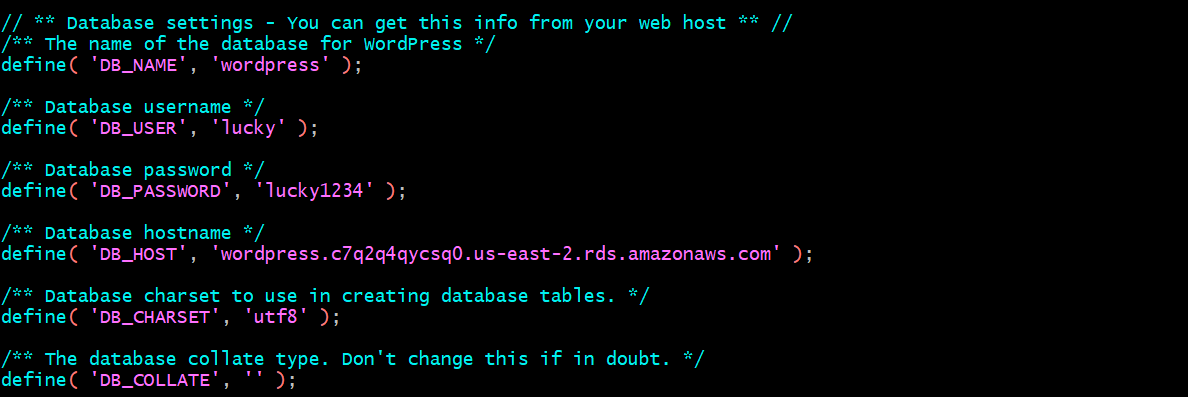 // ** Database settings - You can get this info from your web host ** //
/** The name of the database for WordPress */
define( 'DB_NAME', 'wordpress' );
/** Database username */
define( 'DB_USER', 'lucky' );
/** Database password */
define( 'DB_PASSWORD', 'lucky1234' );
/** Database hostname */
define( 'DB_HOST', 'wordpress.c7q2q4qycsq0.us-east-2.rds.amazonaws.com' );
/** Database charset to use in creating database tables. */
define( 'DB_CHARSET', 'utf8' );
/** The database collate type. Don't change this if in doubt. */
define( 'DB_COLLATE', '' );